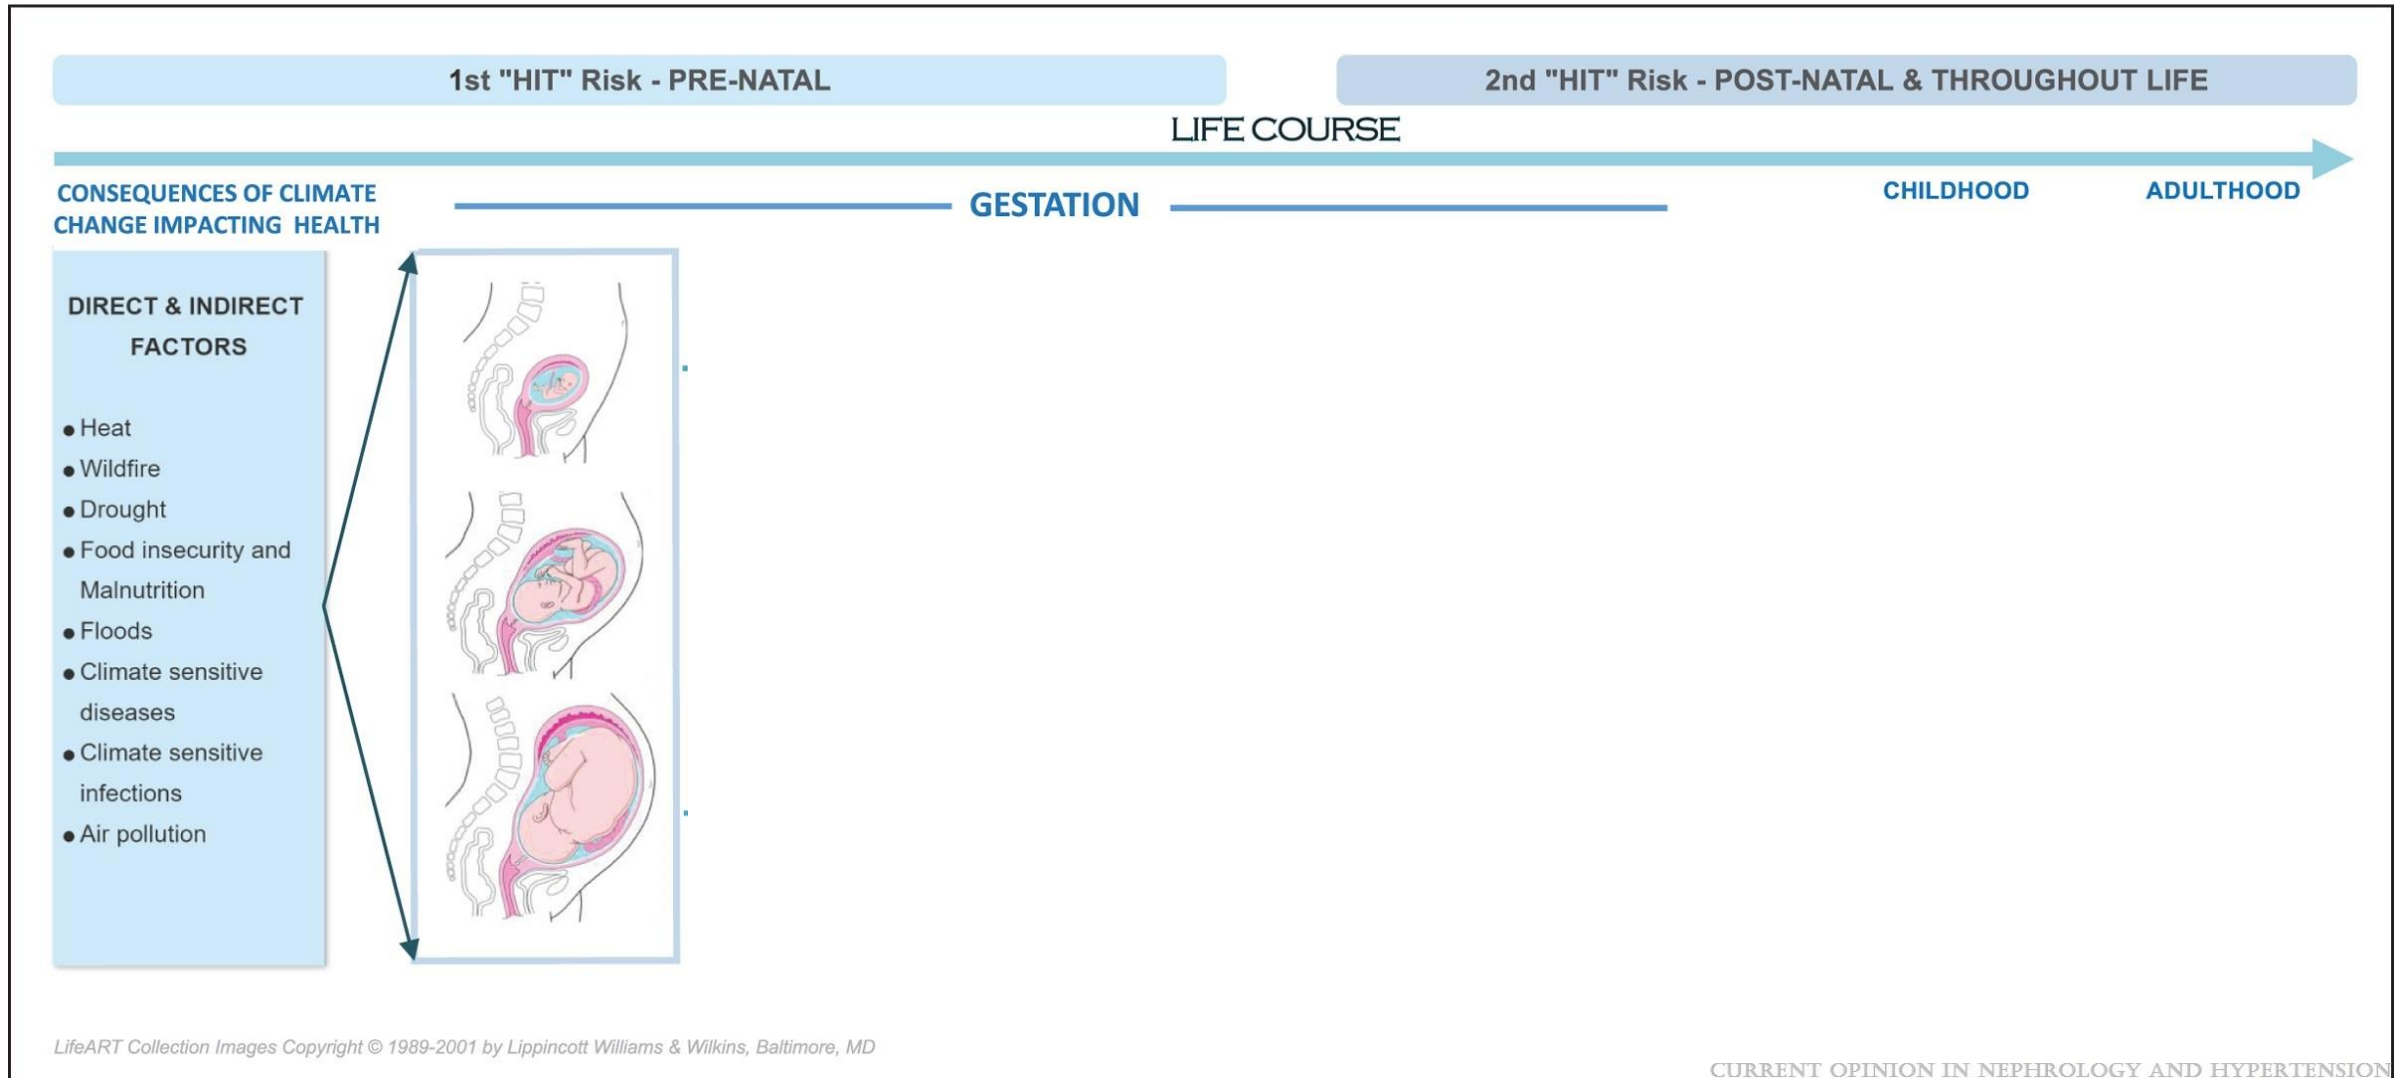 1st "HIT" Risk - PRE-NATAL
2nd "HIT" Risk - POST-NATAL & THROUGHOUT LIFE
LIFE COURSE
CONSEQUENCES OF CLIMATE
CHANGE IMPACTING HEALTH
GESTATION
CHILDHOOD
ADULTHOOD
DIRECT & INDIRECT
FACTORS
● Heat
● Wildfire
● Drought
● Food insecurity and
Malnutrition
● Floods
● Climate sensitive
diseases
● Climate sensitive
infections
● Air pollution
LifeART Collection Images Copyright © 1989-2001 by Lippincott Williams & Wilkins, Baltimore, MD
CURRENT OPINION IN NEPHROLOGY AND HYPERTENSION